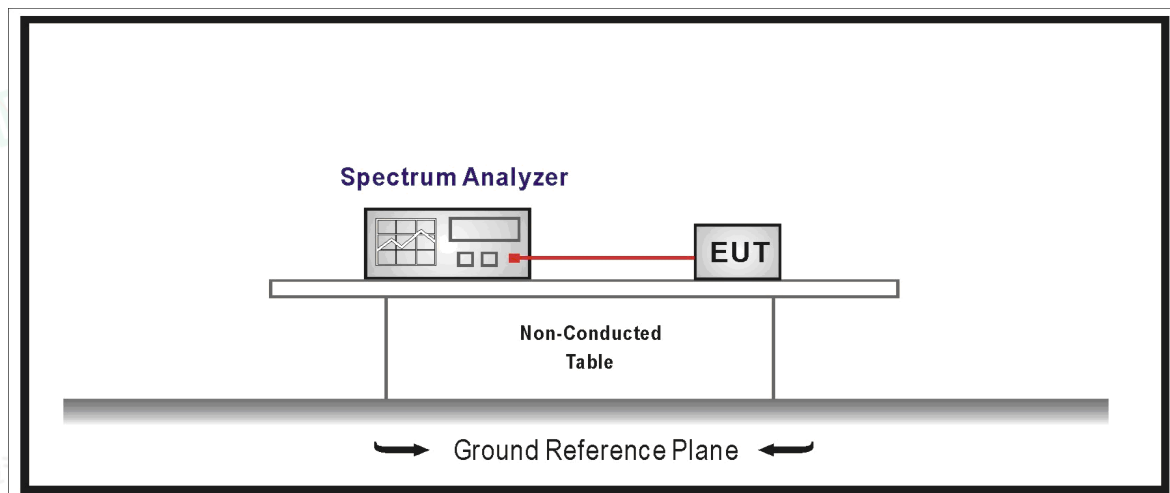 Spectrum Analyzer
EUT
Non-Conducted
Table
Ground Reference Plane